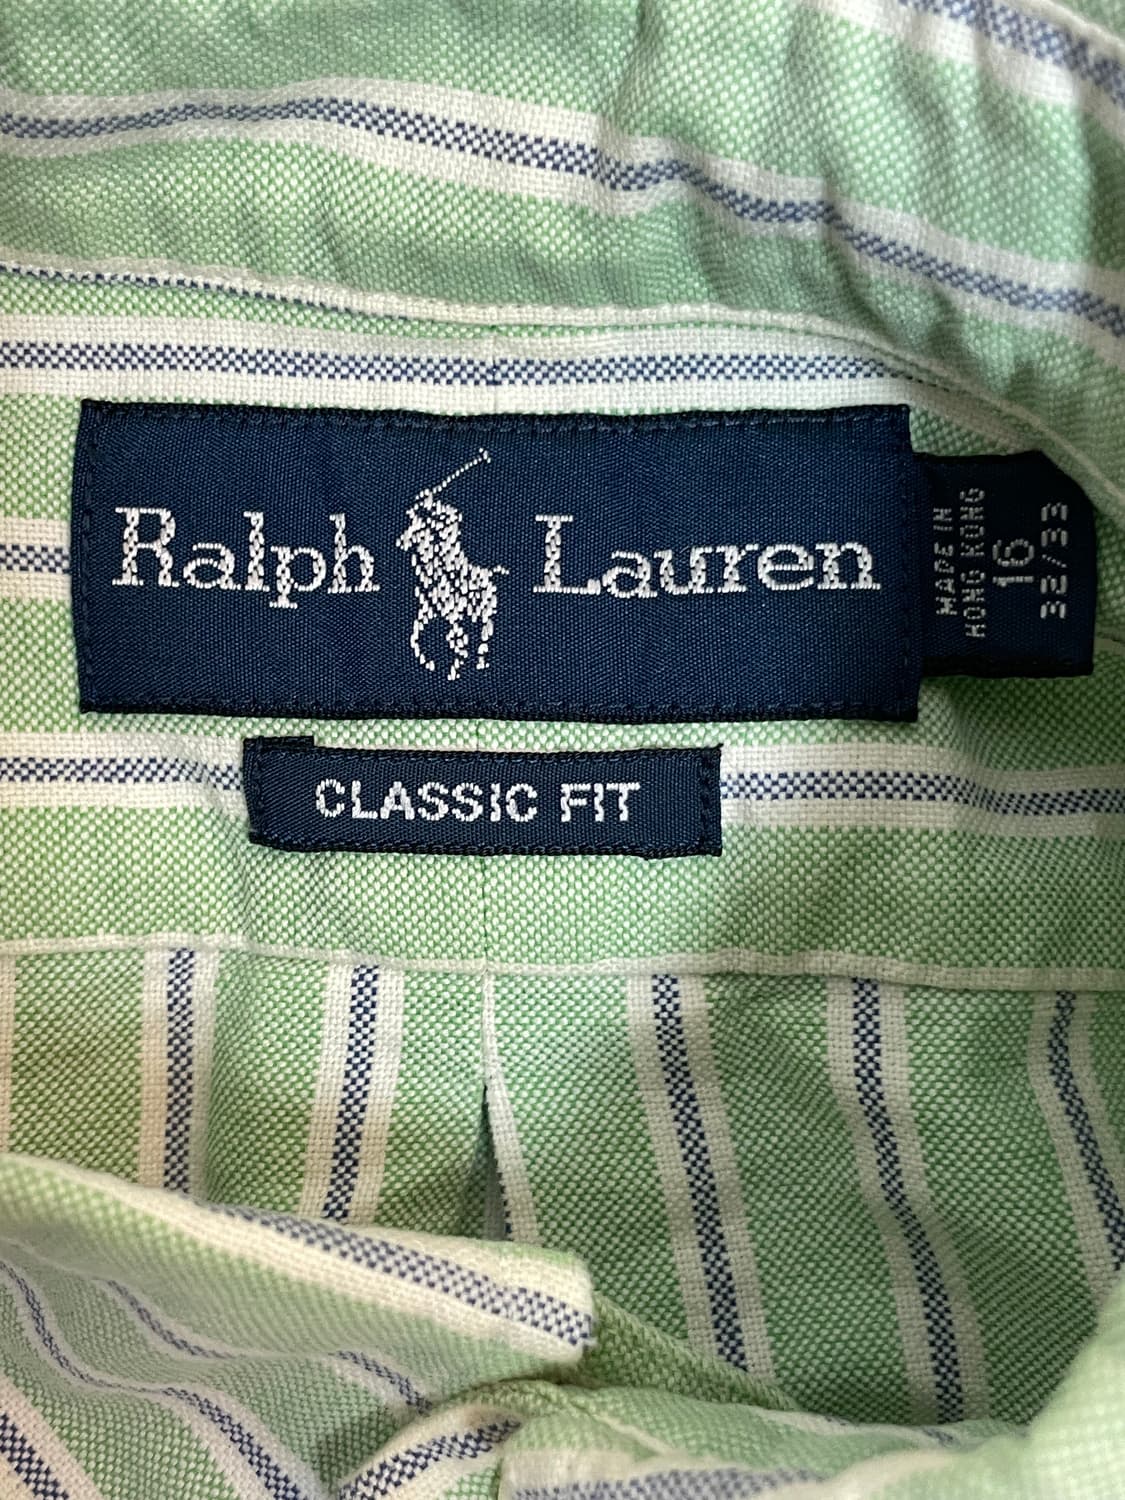 Ralph Lauren
MADE IN
HONG KONG
16
32/33
CLASSIC FIT